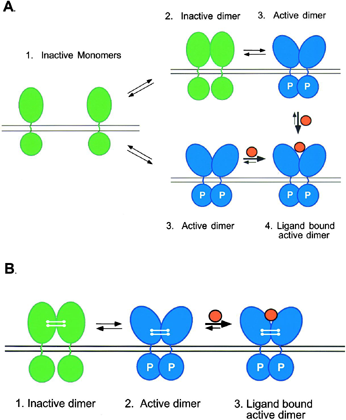 A.
2. Inactive dimer
3. Active dimer
1. Inactive Monomers
P P
P P
P P
3. Active dimer
4. Ligand bound
active dimer
B.
P P
P P
1. Inactive dimer
2. Active dimer
3. Ligand bound
active dimer